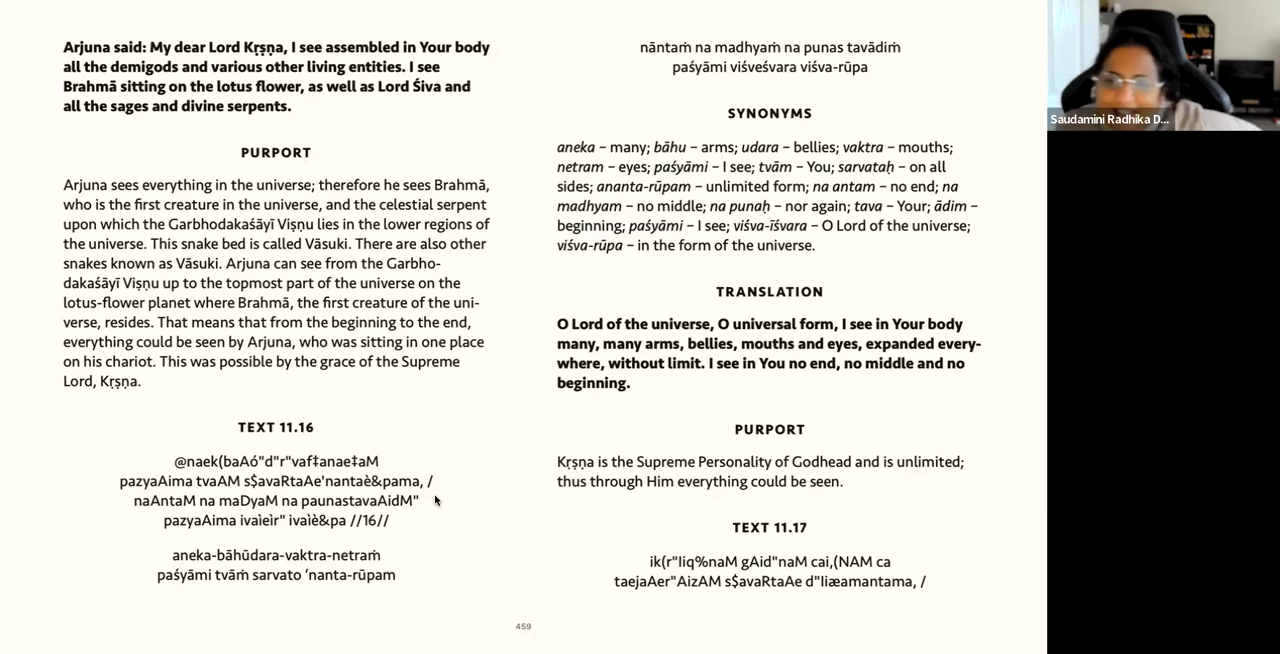 Arjuna said: My dear Lord Kṛṣṇa, I see assembled in Your body
all the demigods and various other living entities. I see
Brahmā sitting on the lotus flower, as well as Lord Śiva and
all the sages and divine serpents.
PURPORT
Arjuna sees everything in the universe; therefore he sees Brahmā,
who is the first creature in the universe, and the celestial serpent
upon which the Garbhodakaśāyī Viṣṇu lies in the lower regions of
the universe. This snake bed is called Vāsuki. There are also other
snakes known as Vāsuki. Arjuna can see from the Garbho-
dakaśāyī Viṣṇu up to the topmost part of the universe on the
lotus-flower planet where Brahmā, the first creature of the uni-
verse, resides. That means that from the beginning to the end,
everything could be seen by Arjuna, who was sitting in one place
on his chariot. This was possible by the grace of the Supreme
Lord, Kṛṣṇa.
TEXT 11.16
@naek(baAó"d"r"vaf‡anae‡aM
pazyaAima tvaAM s$avaRtaAe'nantaè&pama, /
naAntaM na maDyaM na paunastavaAidM"
pazyaAima ivaìeìr" ivaìè&pa //16//
aneka-bāhūdara-vaktra-netraṁ
paśyāmi tvāṁ sarvato ’nanta-rūpam
nāntaṁ na madhyaṁ na punas tavādiṁ
paśyāmi viśveśvara viśva-rūpa
SYNONYMS
aneka – many; bāhu – arms; udara – bellies; vaktra – mouths;
netram – eyes; paśyāmi – I see; tvām – You; sarvataḥ – on all
sides; ananta-rūpam – unlimited form; na antam – no end; na
madhyam – no middle; na punaḥ – nor again; tava – Your; ādim –
beginning; paśyāmi – I see; viśva-īśvara – O Lord of the universe;
viśva-rūpa – in the form of the universe.
TRANSLATION
O Lord of the universe, O universal form, I see in Your body
many, many arms, bellies, mouths and eyes, expanded every-
where, without limit. I see in You no end, no middle and no
beginning.
PURPORT
Kṛṣṇa is the Supreme Personality of Godhead and is unlimited;
thus through Him everything could be seen.
TEXT 11.17
ik(r"Iiq%naM gAid"naM cai,(NAM ca
taejaAer"AizAM s$avaRtaAe d"Iiæamantama, /
459
Saudamini Radhika D...